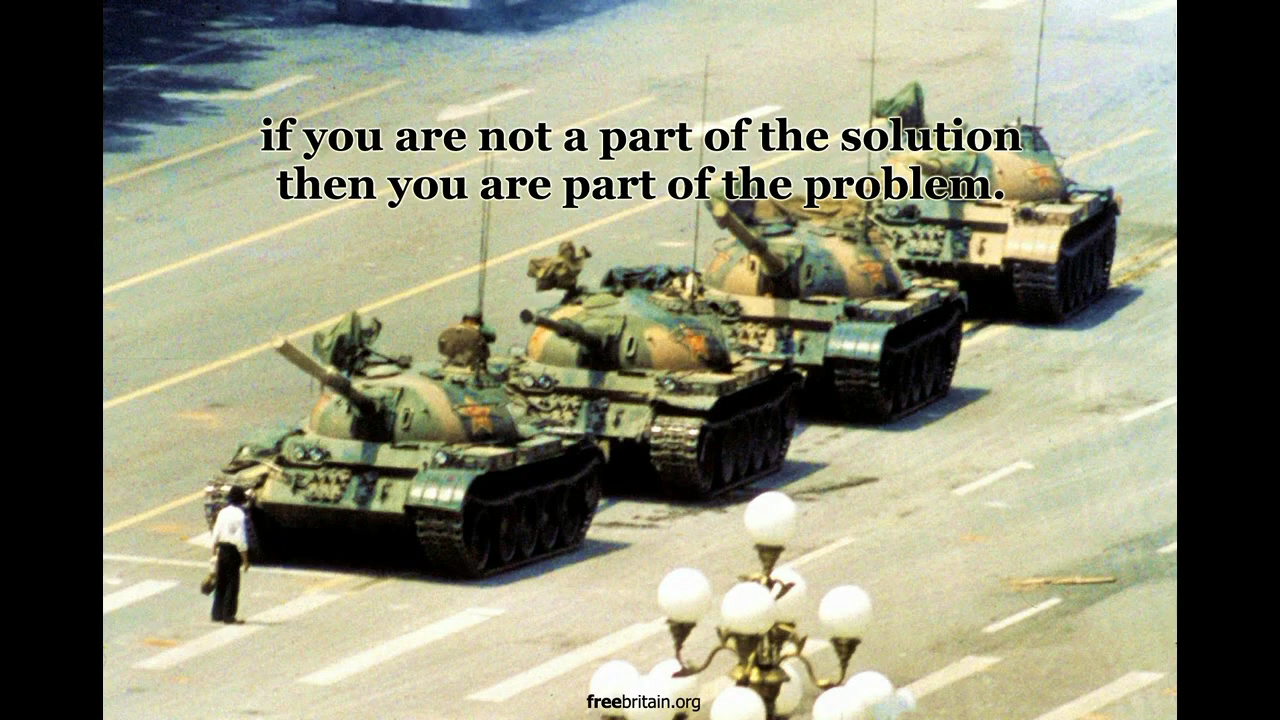 if you are not a part of the solution
then you are part of the problem.
freebritain.org